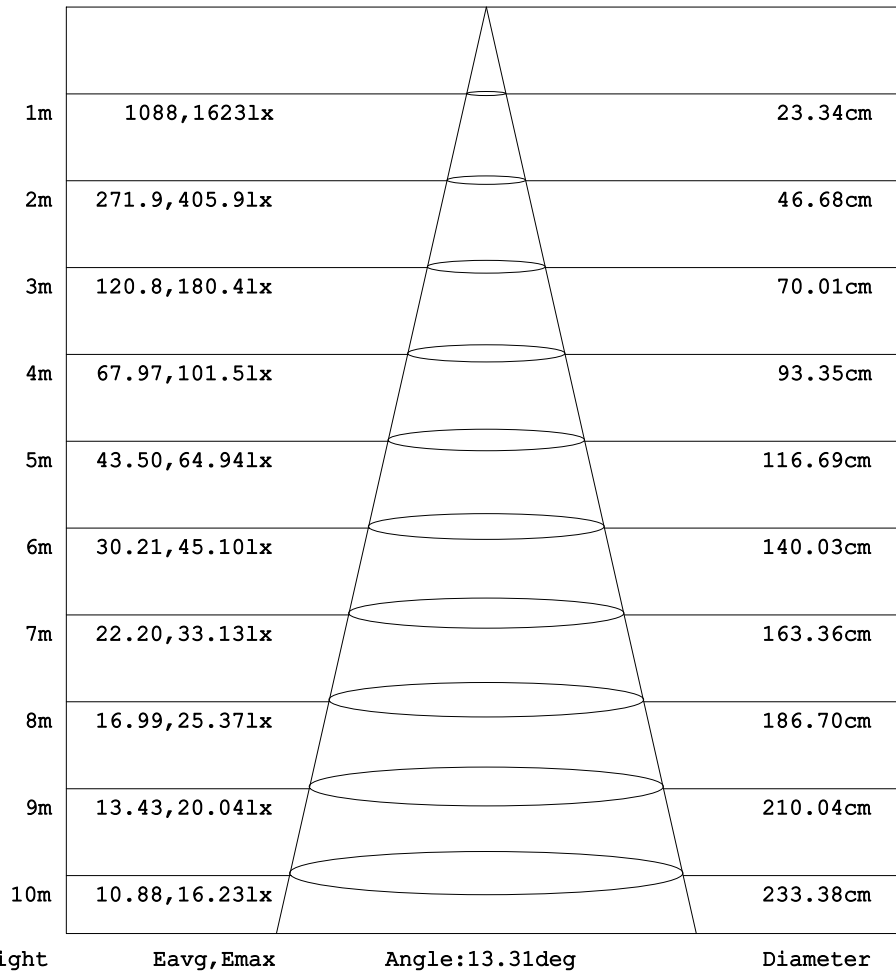 1m 1088,1623lx 23.34cm
2m 271.9,405.9lx 46.68cm
3m 120.8,180.4lx 70.01cm
4m 67.97,101.5lx 93.35cm
5m 43.50,64.94lx 116.69cm
6m 30.21,45.10lx 140.03cm
7m 22.20,33.13lx 163.36cm
8m 16.99,25.37lx 186.70cm
9m 13.43,20.04lx 210.04cm
10m 10.88,16.23lx 233.38cm
ight Eavg,Emax Angle:13.31deg Diameter